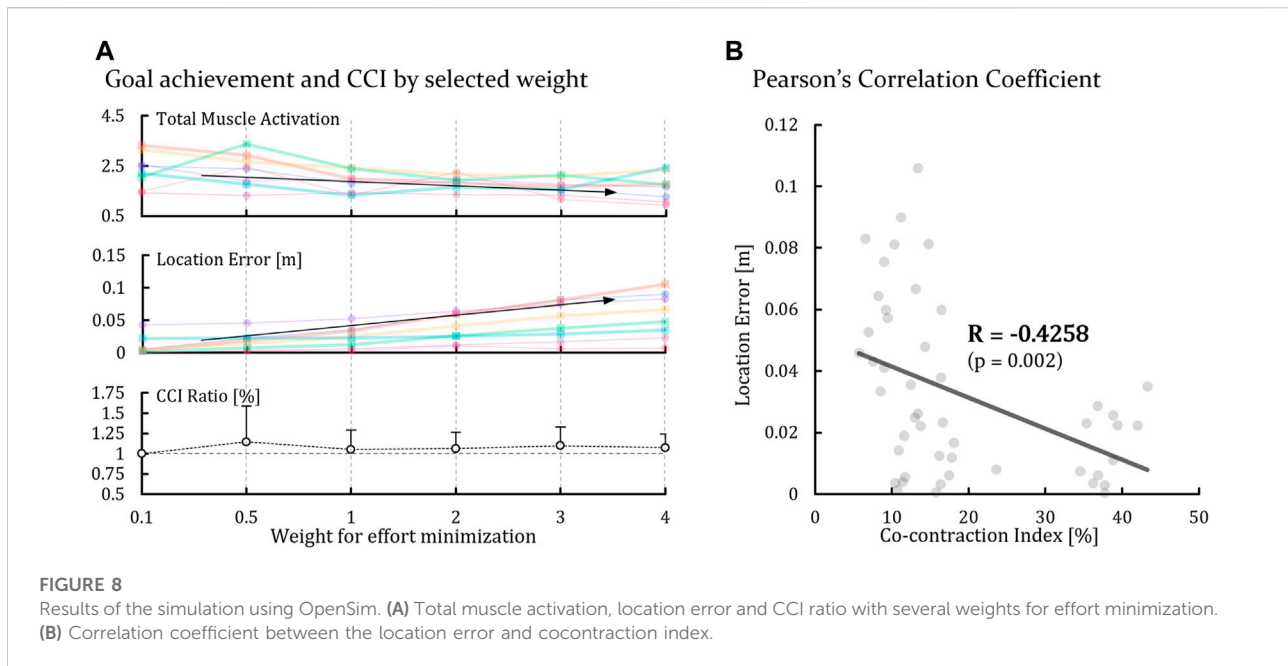 A
Goal achievement and CCI by selected weight
Total Muscle Activation
4.5
2.5
0.5
Location Error [m]
0.15
0.1
0.05
0
CCI Ratio [%]
1.75
1.5
1.25
1
0.75
0.5
0.1 0.5 1 2 3 4
Weight for effort minimization
B
Pearson's Correlation Coefficient
0.12
0.1
0.08
0.06
0.04
0.02
0
Location Error [m]
R = -0.4258
(p = 0.002)
0 10 20 30 40 50
Co-contraction Index [%]
FIGURE 8
Results of the simulation using OpenSim. (A) Total muscle activation, location error and CCI ratio with several weights for effort minimization.
(B) Correlation coefficient between the location error and cocontraction index.